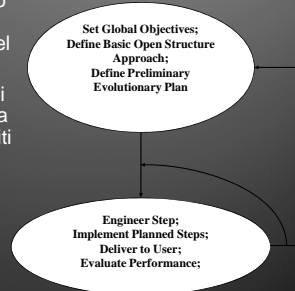 Set Global Objectives;
Define Basic Open Structure
Approach;
Define Preliminary
Evolutionary Plan
Engineer Step;
Implement Planned Steps;
Deliver to User;
Evaluate Performance;